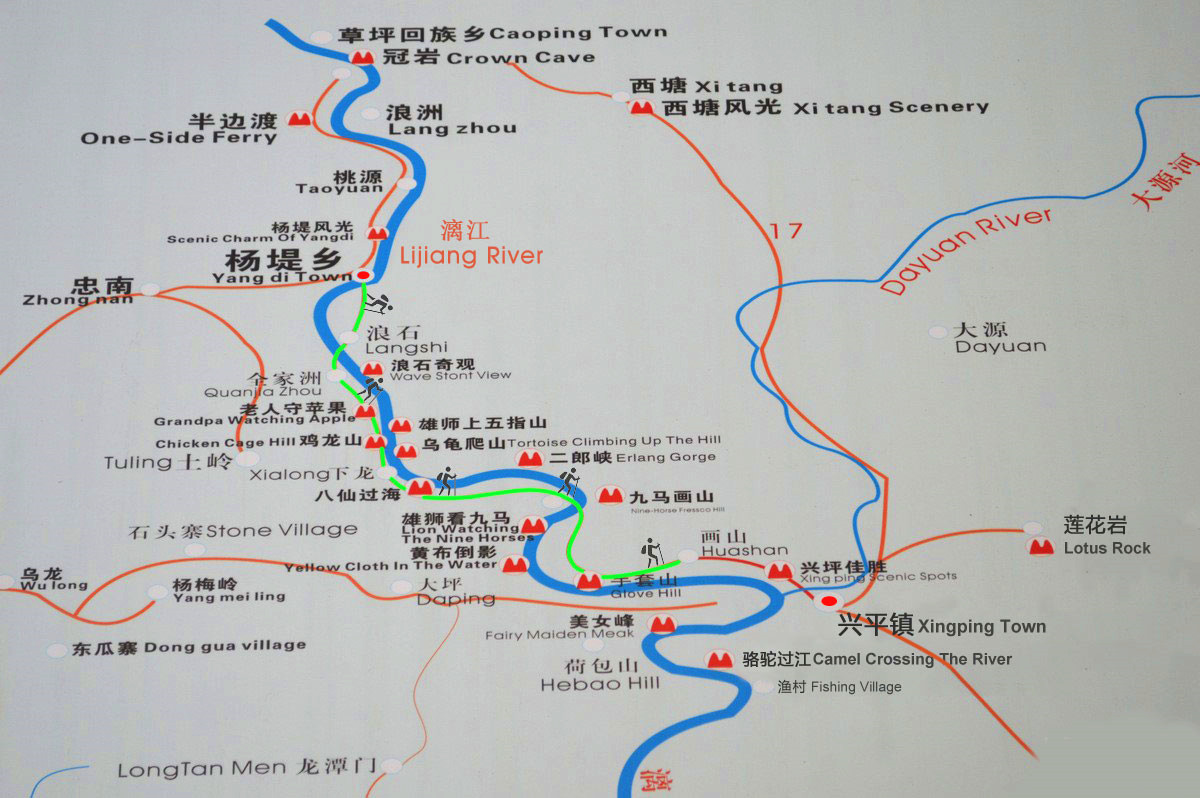 草坪回族乡 Caoping Town
冠岩 Crown Cave
西塘 Xi tang
西塘风光 Xi tang Scenery
浪洲
Lang zhou
半边渡
One-Side Ferry
桃源
Taoyuan
大源河
Dayuan River
杨堤风光
Scenic Charm Of Yangdi
漓江
Lijiang River
17
杨堤乡
Yang di Town
忠南
Zhong nan
浪石
Langshi
大源
Dayuan
浪石奇观
Wave Stont View
全家洲
Quanjia Zhou
老人守苹果
Grandpa Watching Apple
雄师上五指山
Chicken Cage Hill 鸡龙山
乌龟爬山 Tortoise Climbing Up The Hill
Tuling 土岭
二郎峡 Erlang Gorge
Xialong 下龙
八仙过海
九马画山
Nine-Horse Fressco Hill
雄狮看九马
Lion Watching
The Nine Horses
石头寨 Stone Village
莲花岩
Lotus Rock
画山
Huashan
黄布倒影
Yellow Cloth In The Water
兴坪佳胜
Xing ping Scenic Spots
乌龙
Wu long
杨梅岭
Yang mei ling
大坪
Daping
手套山
Glove Hill
美女峰
Fairy Maiden Meak
兴平镇 Xingping Town
东瓜寨 Dong gua village
骆驼过江 Camel Crossing The River
荷包山
Hebao Hill
渔村 Fishing Village
LongTan Men 龙潭门
漓